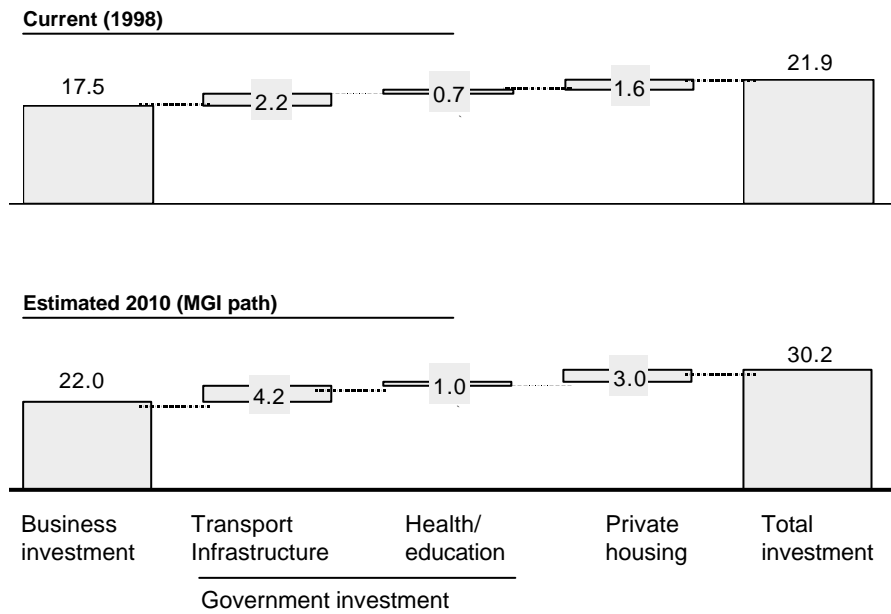 Current (1998)
17.5
2.2
0.7
1.6
21.9
Estimated 2010 (MGI path)
22.0
4.2
1.0
3.0
30.2
Business
investment
Transport
Infrastructure
Health/
education
Private
housing
Total
investment
Government investment